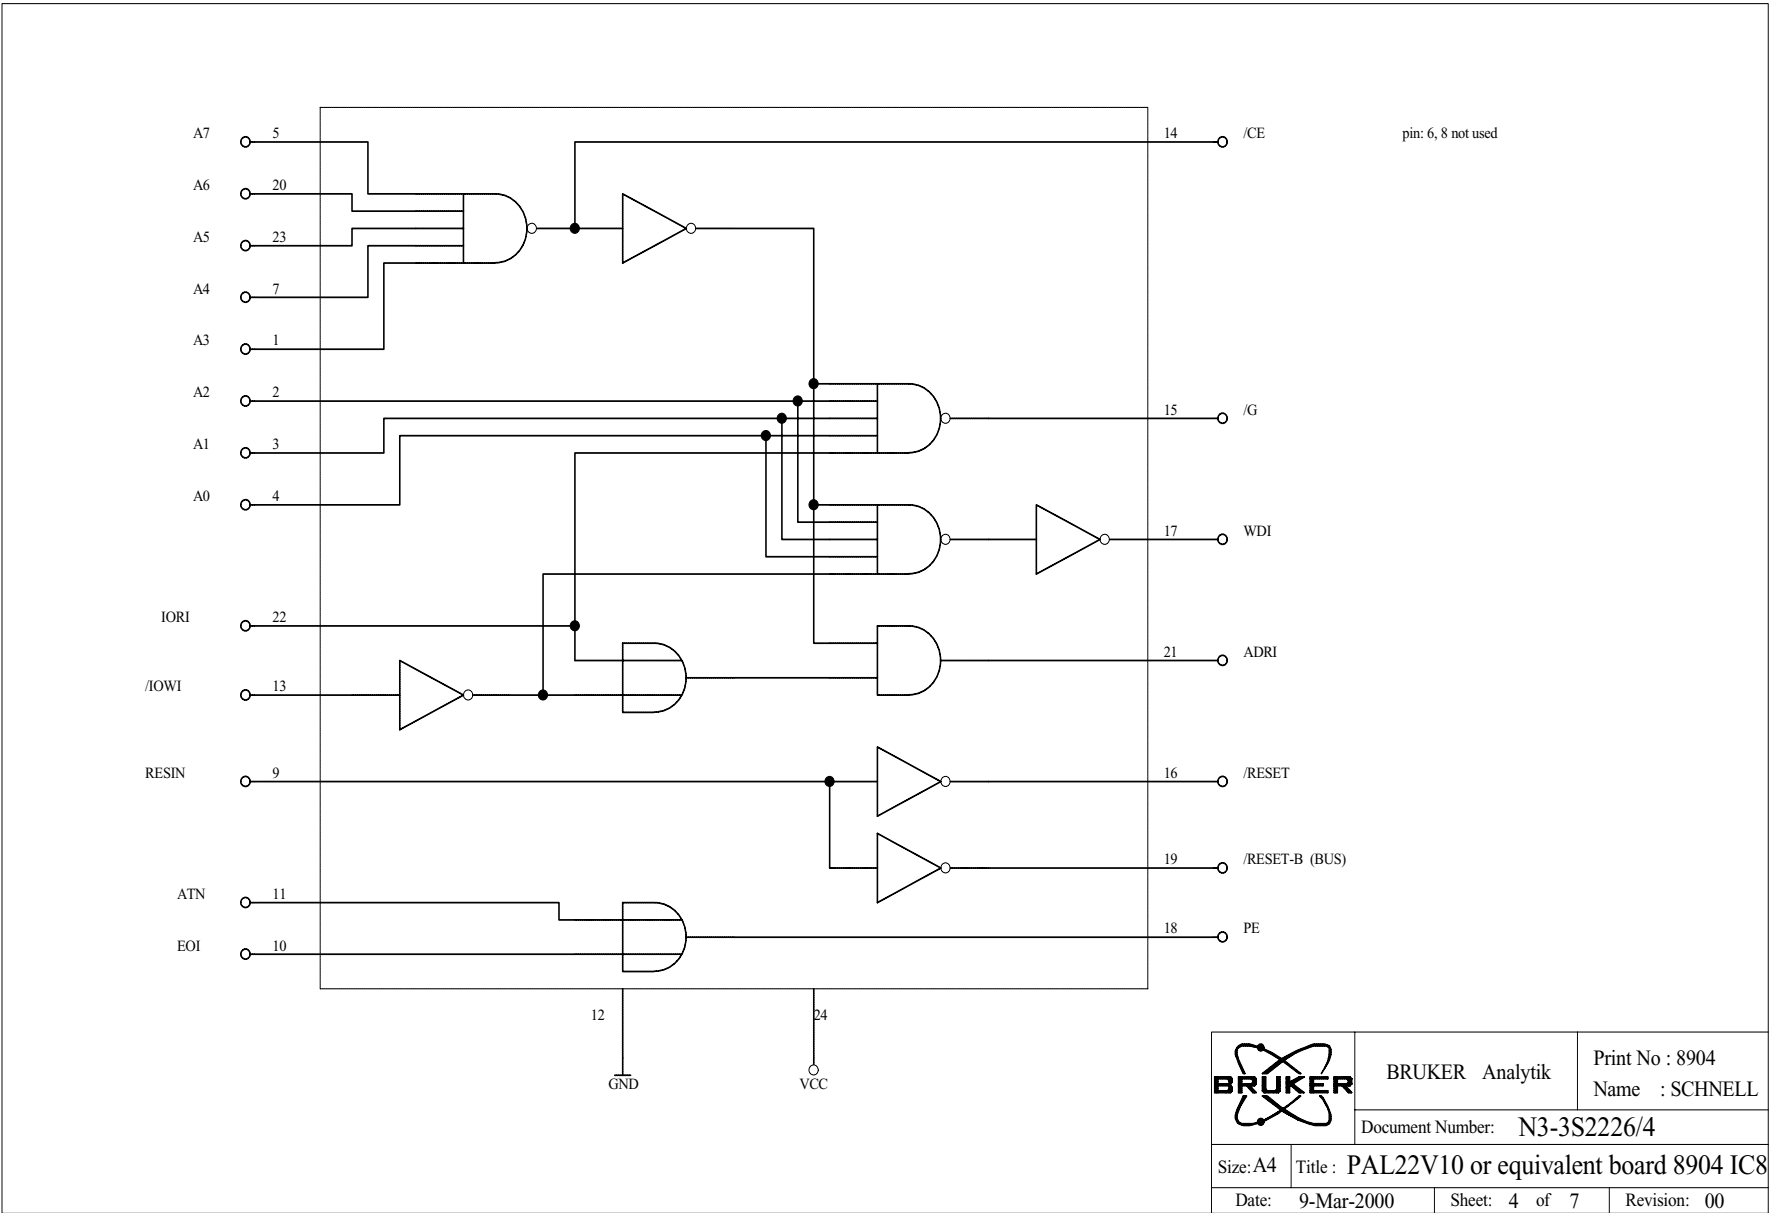 A7 5 14 /CE pin: 6, 8 not used
A6 20
A5 23
A4 7
A3 1
A2 2
15 /G
A1 3
A0 4
17 WDI
IORI 22
21 ADRI
/IOWI 13
RESIN 9 16 /RESET
19 /RESET-B (BUS)
ATN 11
18 PE
EOI 10
12 24
GND VCC
BRUKER
BRUKER Analytik
Print No : 8904
Name : SCHNELL
Document Number: N3-3S2226/4
Size: A4 Title : PAL22V10 or equivalent board 8904 IC8
Date: 9-Mar-2000 Sheet: 4 of 7 Revision: 00